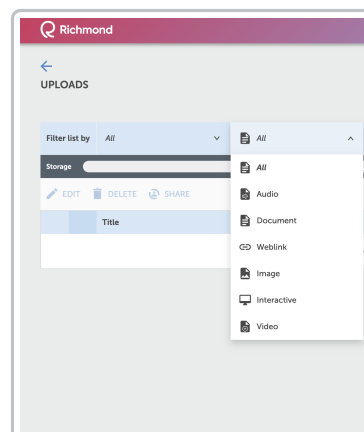 Richmond
UPLOADS
Filter list by All All
Storage All
Audio
EDIT DELETE SHARE
Document
Title
Weblink
Image
Interactive
Video